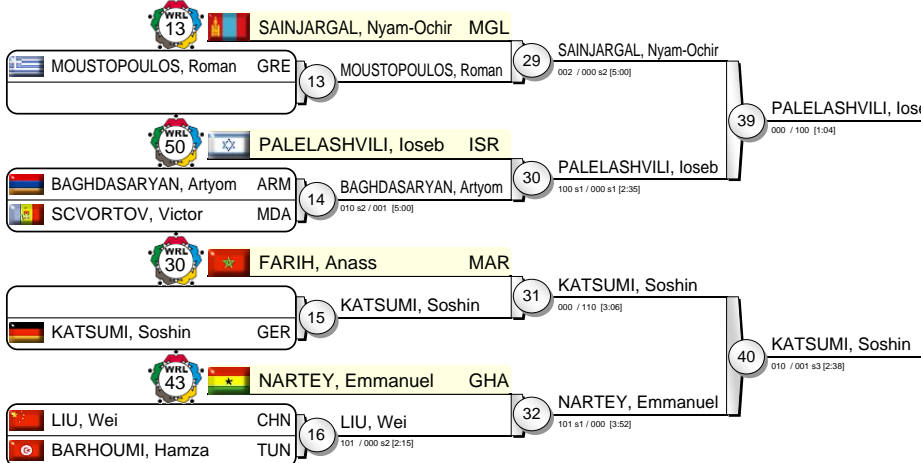 WRL 13 SAINJARGAL, Nyam-Ochir MGL
MOUSTOPOULOS, Roman GRE
13 MOUSTOPOULOS, Roman
29 SAINJARGAL, Nyam-Ochir
002 / 000 s2 [5:00]
WRL 50 PALELASHVILI, Ioseb ISR
BAGHDASARYAN, Artyom ARM
SCVORTOV, Victor MDA
14 BAGHDASARYAN, Artyom
010 s2 / 001 [5:00]
30 PALELASHVILI, Ioseb
100 s1 / 000 s1 [2:35]
39 PALELASHVILI, Iose
000 / 100 [1:04]
WRL 30 FARIH, Anass MAR
KATSUMI, Soshin GER
15 KATSUMI, Soshin
31 KATSUMI, Soshin
000 / 110 [3:06]
WRL 43 NARTEY, Emmanuel GHA
LIU, Wei CHN
BARHOUMI, Hamza TUN
16 LIU, Wei
101 / 000 s2 [2:15]
32 NARTEY, Emmanuel
101 s1 / 000 [3:52]
40 KATSUMI, Soshin
010 / 001 s3 [2:38]